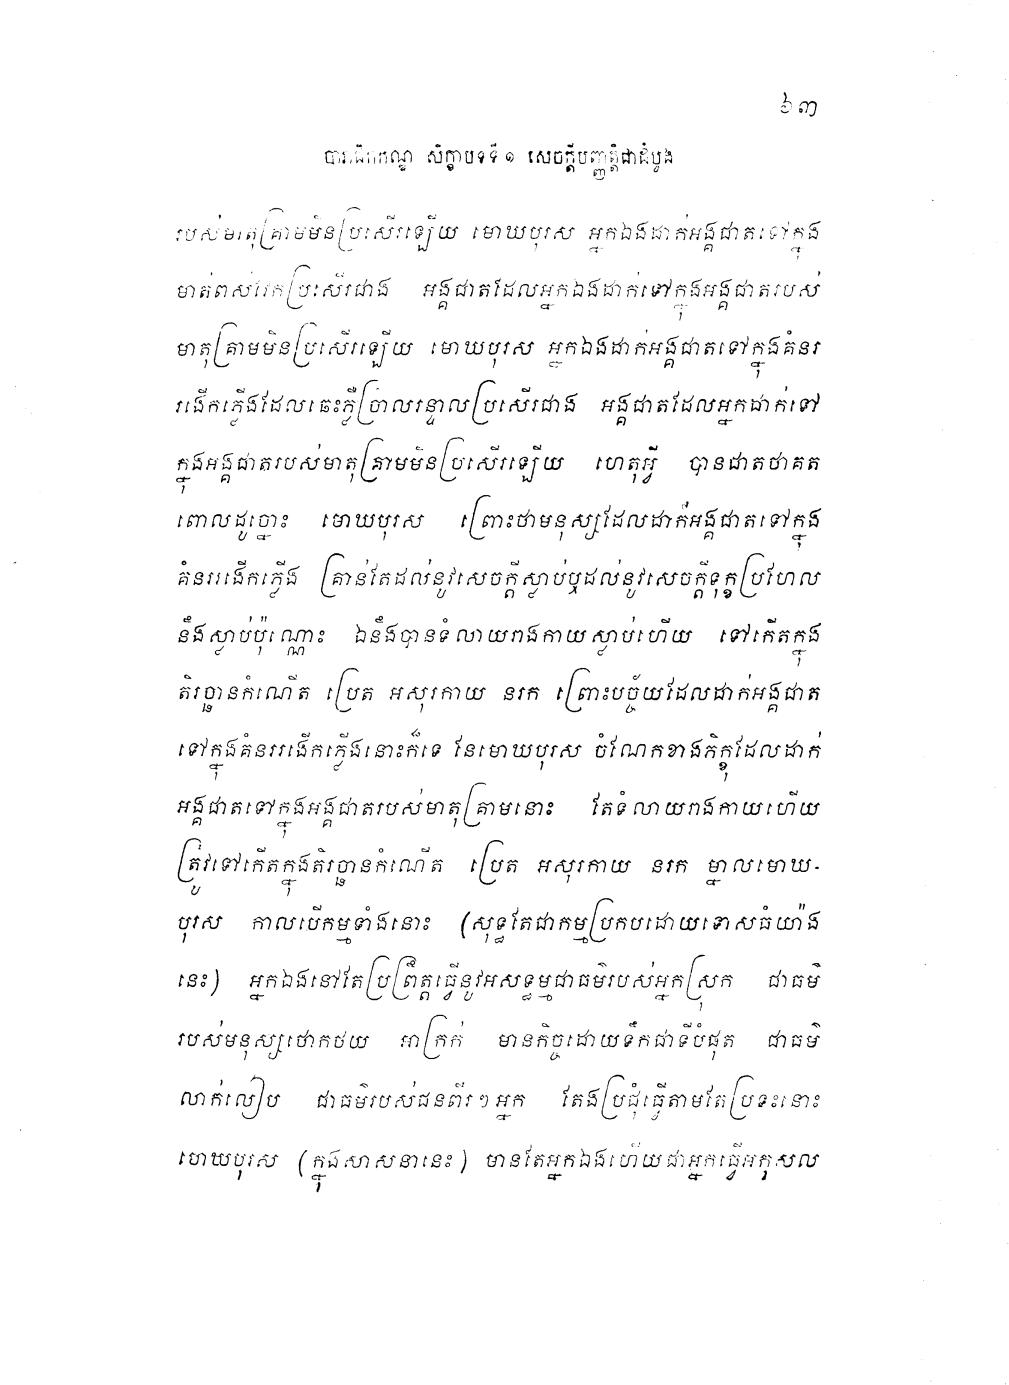 ៦៣
បារាជិកកណ្ឌ សិក្ខាបទទី ១ សេចក្តីបញ្ញត្តិជាដំបូង
របស់មាតុគ្រាមមិនប្រសើរឡើយ មោឃបុរស អ្នកឯងដាក់អង្គជាតទៅក្នុង
មាត់ពស់វែកប្រសើរជាង អង្គជាតដែលអ្នកឯងដាក់ទៅក្នុងអង្គជាតរបស់
មាតុគ្រាមមិនប្រសើរឡើយ មោឃបុរស អ្នកឯងដាក់អង្គជាតទៅក្នុងគំនរ
រងើកភ្លើងដែលឆេះភ្លឺច្រាលរន្ទាលប្រសើរជាង អង្គជាតដែលអ្នកដាក់ទៅ
ក្នុងអង្គជាតរបស់មាតុគ្រាមមិនប្រសើរឡើយ ហេតុអ្វី បានជាតថាគត
ពោលដូច្នោះ មោឃបុរស ព្រោះថាមនុស្សដែលដាក់អង្គជាតទៅក្នុង
គំនររងើកភ្លើង គ្រាន់តែដល់នូវសេចក្តីស្លាប់ឬដល់នូវសេចក្តីទុក្ខប្រហែល
នឹងស្លាប់ប៉ុណ្ណោះ ឯនឹងបានទំលាយរាងកាយស្លាប់ហើយ ទៅកើតក្នុង
តិរច្ឆានកំណើត ប្រេត អសុរកាយ នរក ព្រោះបច្ច័យដែលដាក់អង្គជាត
ទៅក្នុងគំនររងើកភ្លើងនោះក៏ទេ នែមោឃបុរស ចំណែកខាងភិក្ខុដែលដាក់
អង្គជាតទៅក្នុងអង្គជាតរបស់មាតុគ្រាមនោះ តែទំលាយរាងកាយហើយ
ត្រូវទៅកើតក្នុងតិរច្ឆានកំណើត ប្រេត អសុរកាយ នរក ម្នាលមោឃ-
បុរស កាលបើកម្មទាំងនោះ (សុទ្ធតែជាកម្មប្រកបដោយទោសធំយ៉ាង
នេះ) អ្នកឯងនៅតែប្រព្រឹត្តធ្វើនូវអសទ្ធម្មជាធម៌របស់អ្នកស្រុក ជាធម៌
របស់មនុស្សថោកថយ អាក្រក់ មានកិច្ចដោយទឹកជាទីបំផុត ជាធម៌
លាក់លៀប ជាធម៌របស់ជនពីរៗអ្នក តែងប្រជុំធ្វើតាមតែប្រទះនោះ
មោឃបុរស (ក្នុងសាសនានេះ) មានតែអ្នកឯងហើយជាអ្នកធ្វើអកុសល